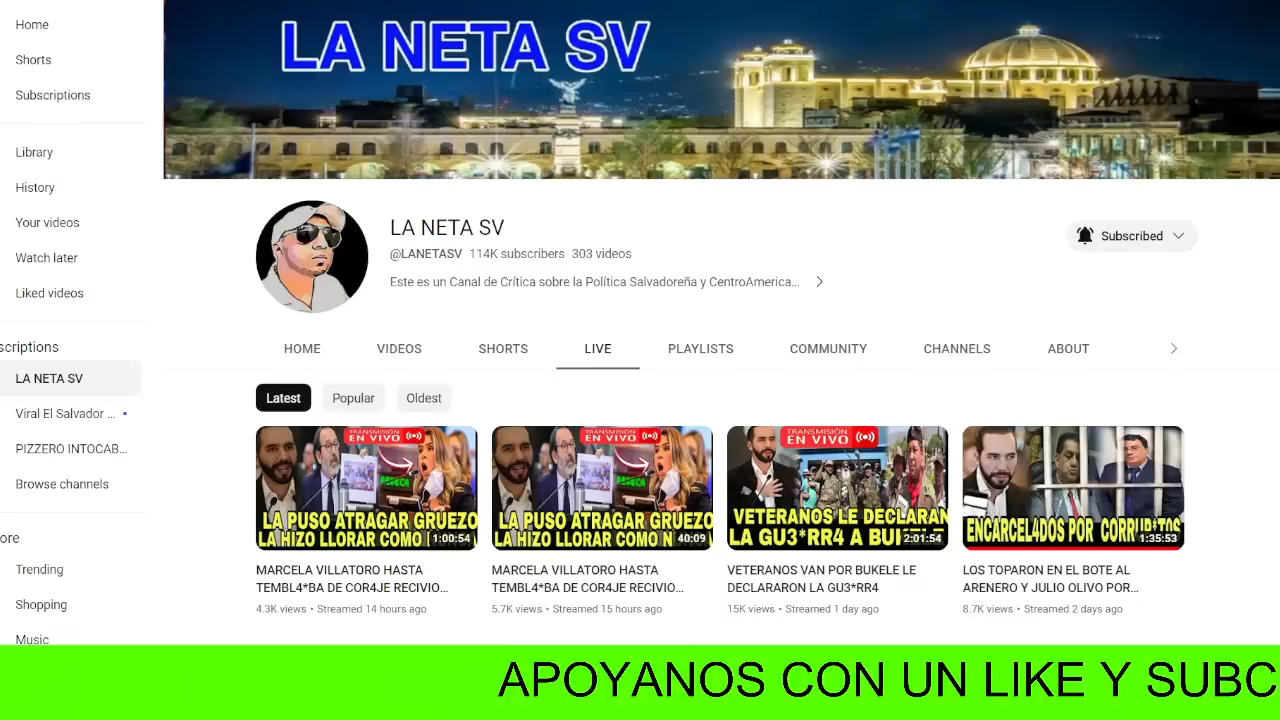 Home
Shorts
Subscriptions
Library
History
Your videos
Watch later
Liked videos
scriptions
LA NETA SV
Viral El Salvador ...
PIZZERO INTOCAB...
Browse channels
ore
Trending
Shopping
Music
LA NETA SV
LA NETA SV
@LANETASV 114K subscribers 303 videos
Este es un Canal de Crítica sobre la Política Salvadoreña y CentroAmerica...
Subscribed
HOME VIDEOS SHORTS LIVE PLAYLISTS COMMUNITY CHANNELS ABOUT
Latest Popular Oldest
TRANSMISIÓN
EN VIVO
LA PUSO ATRAGAR GRUEZO
LA HIZO LLORAR COMO
1:00:54
MARCELA VILLATORO HASTA
TEMBL4*BA DE COR4JE RECIVIO...
4.3K views • Streamed 14 hours ago
TRANSMISIÓN
EN VIVO
LA PUSO ATRAGAR GRUEZO
LA HIZO LLORAR COMO
40:09
MARCELA VILLATORO HASTA
TEMBL4*BA DE COR4JE RECIVIO...
5.7K views • Streamed 15 hours ago
TRANSMISIÓN
EN VIVO
VETERANOS LE DECLARAN
LA GU3*RR4 A BUKELE
2:01:54
VETERANOS VAN POR BUKELE LE
DECLARARON LA GU3*RR4
15K views • Streamed 1 day ago
ENCARCEL4DOS POR CORRUB*TOS
1:35:53
LOS TOPARON EN EL BOTE AL
ARENERO Y JULIO OLIVO POR...
8.7K views • Streamed 2 days ago
APOYANOS CON UN LIKE Y SUBC